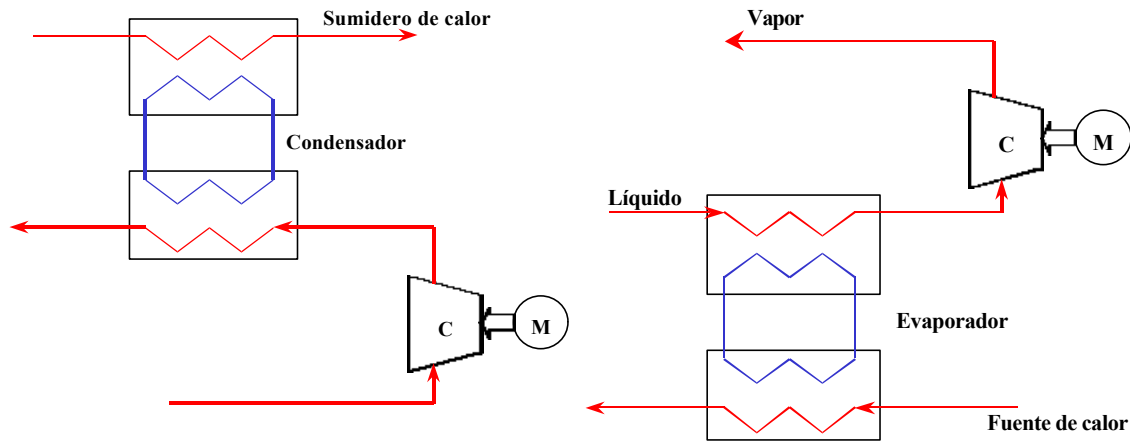 Sumidero de calor
Condensador
C
M
Vapor
C
M
Líquido
Evaporador
Fuente de calor